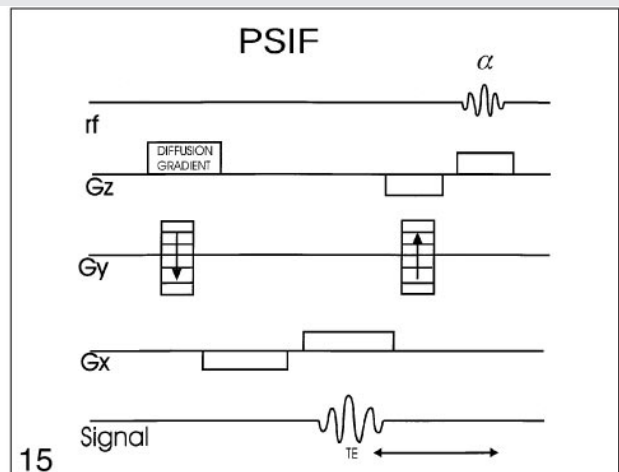 PSIF
α
rf
DIFFUSION
GRADIENT
Gz
Gy
Gx
Signal
TE
15